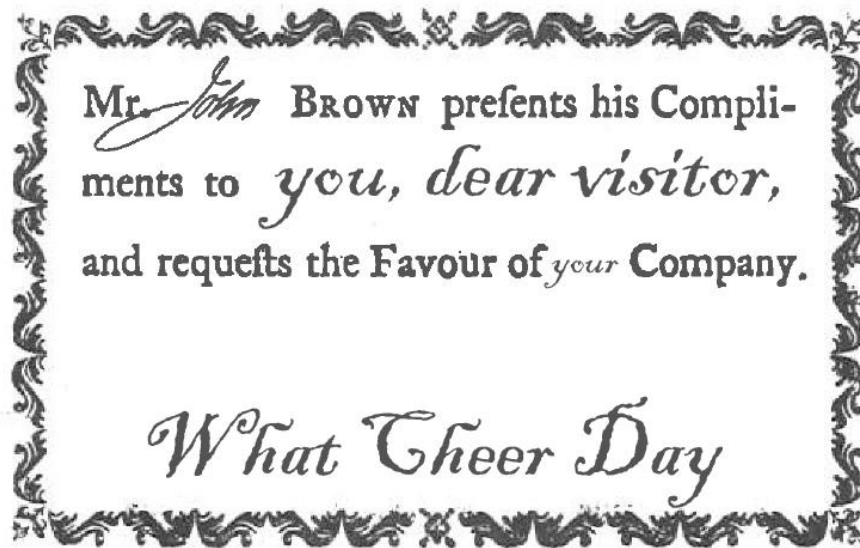 Mr. John BROWN preſents his Compli-
ments to you, dear visitor,
and requeſts the Favour of your Company.
What Cheer Day